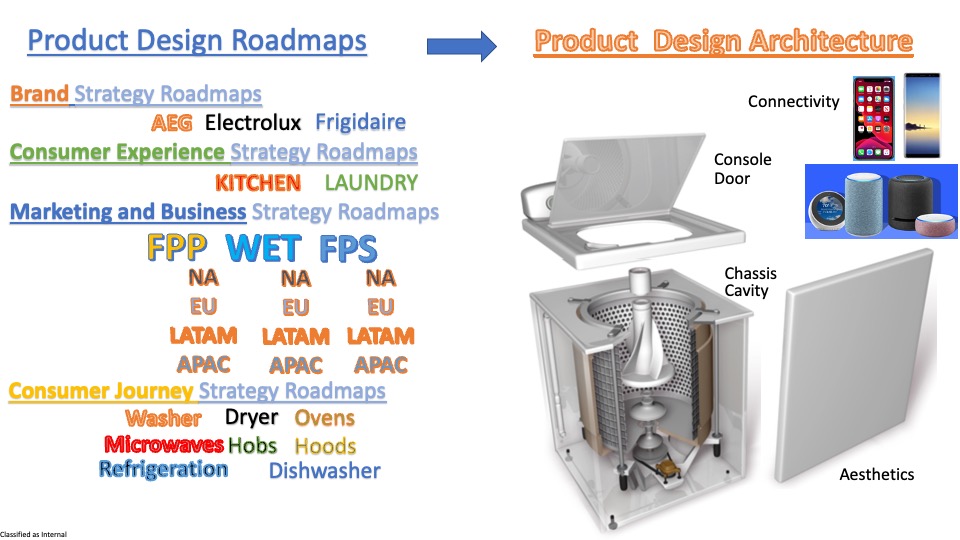 Product Design Roadmaps
Product Design Architecture
Brand Strategy Roadmaps
AEG Electrolux Frigidaire
Consumer Experience Strategy Roadmaps
KITCHEN LAUNDRY
Marketing and Business Strategy Roadmaps
FPP WET FPS
NA NA NA
EU EU EU
LATAM LATAM LATAM
APAC APAC APAC
Consumer Journey Strategy Roadmaps
Washer Dryer Ovens
Microwaves Hobs Hoods
Refrigeration Dishwasher
Connectivity
Console
Door
Chassis
Cavity
Aesthetics
Classified as Internal